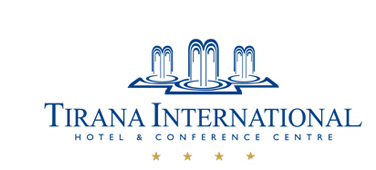 TIRANA INTERNATIONAL
HOTEL & CONFERENCE CENTRE